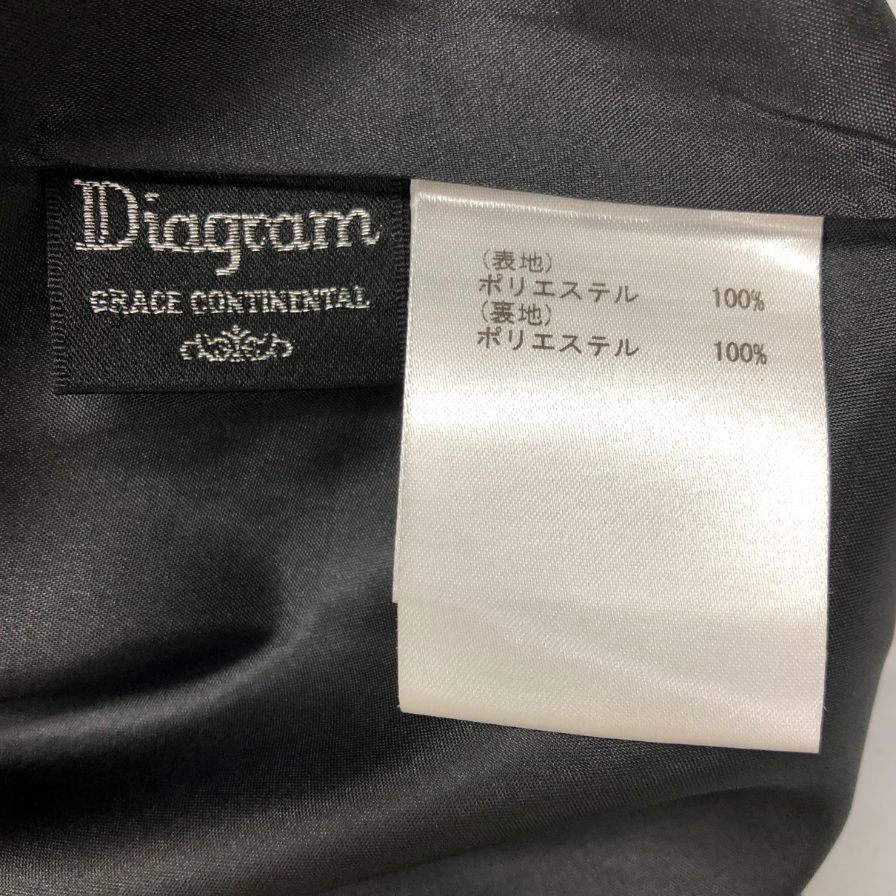 Diagram
GRACE CONTINENTAL
(表地)
ポリエステル 100%
(裏地)
ポリエステル 100%